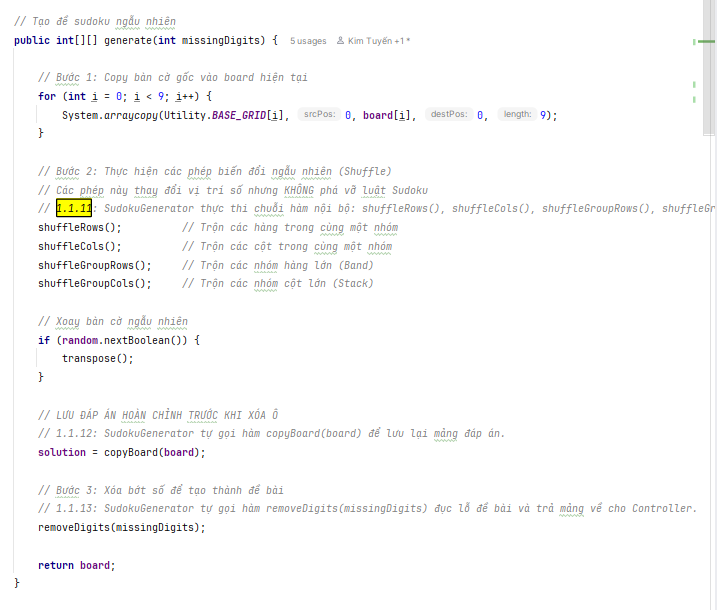 // Tạo đề sudoku ngẫu nhiên
public int[][] generate(int missingDigits) { 5 usages Kim Tuyến +1 *
// Bước 1: Copy bàn cờ gốc vào board hiện tại
for (int i = 0; i < 9; i++) {
System.arraycopy(Utility.BASE_GRID[i], srcPos: 0, board[i], destPos: 0, length: 9);
}
// Bước 2: Thực hiện các phép biến đổi ngẫu nhiên (Shuffle)
// Các phép này thay đổi vị trí số nhưng KHÔNG phá vỡ luật Sudoku
// 1.1.11: SudokuGenerator thực thi chuỗi hàm nội bộ: shuffleRows(), shuffleCols(), shuffleGroupRows(), shuffleGr
shuffleRows(); // Trộn các hàng trong cùng một nhóm
shuffleCols(); // Trộn các cột trong cùng một nhóm
shuffleGroupRows(); // Trộn các nhóm hàng lớn (Band)
shuffleGroupCols(); // Trộn các nhóm cột lớn (Stack)
// Xoay bàn cờ ngẫu nhiên
if (random.nextBoolean()) {
transpose();
}
// LƯU ĐÁP ÁN HOÀN CHỈNH TRƯỚC KHI XÓA Ô
// 1.1.12: SudokuGenerator tự gọi hàm copyBoard(board) để lưu lại mảng đáp án.
solution = copyBoard(board);
// Bước 3: Xóa bớt số để tạo thành đề bài
// 1.1.13: SudokuGenerator tự gọi hàm removeDigits(missingDigits) đục lỗ đề bài và trả mảng về cho Controller.
removeDigits(missingDigits);
return board;
}